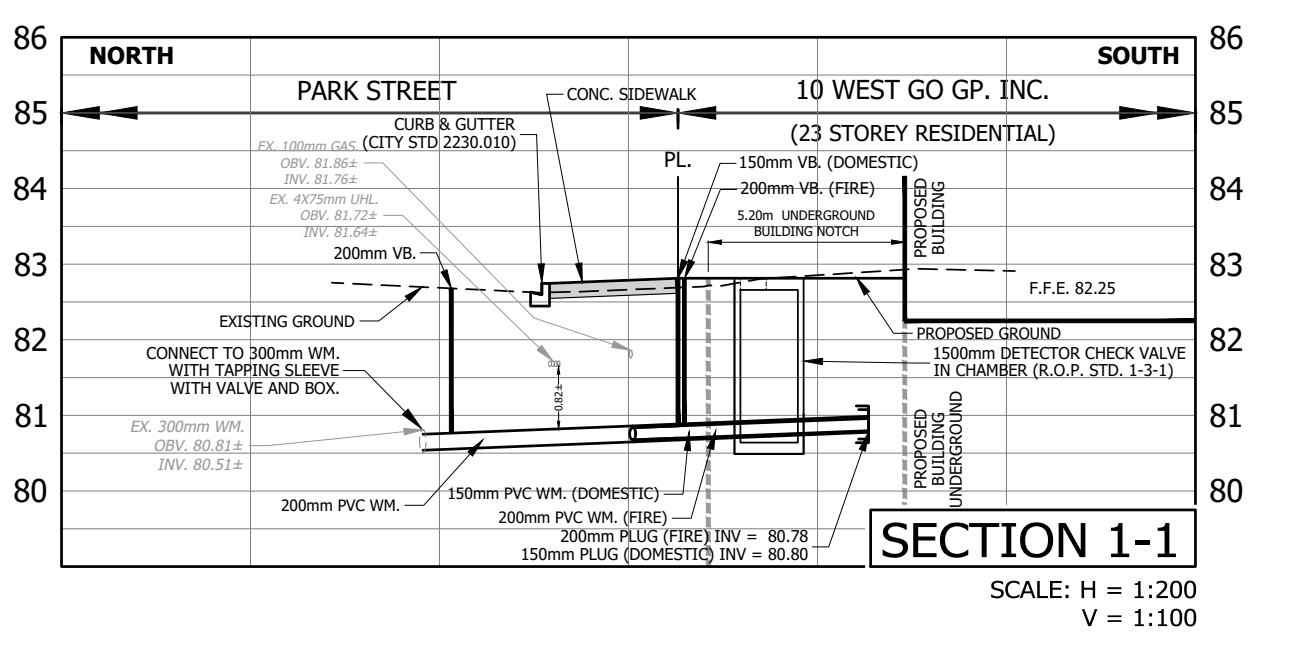 86
86
NORTH
SOUTH
PARK STREET
10 WEST GO GP. INC.
CONC. SIDEWALK
85
85
CURB & GUTTER
(CITY STD 2230.010)
(23 STOREY RESIDENTIAL)
EX. 100mm GAS.
OBV. 81.86±
INV. 81.76±
PL.
150mm VB. (DOMESTIC)
84
84
200mm VB. (FIRE)
EX. 4X75mm UHL.
OBV. 81.72±
INV. 81.64±
5.20m UNDERGROUND
BUILDING NOTCH
PROPOSED
BUILDING
200mm VB.
83
83
F.F.E. 82.25
EXISTING GROUND
PROPOSED GROUND
82
82
CONNECT TO 300mm WM.
WITH TAPPING SLEEVE
WITH VALVE AND BOX.
1500mm DETECTOR CHECK VALVE
IN CHAMBER (R.O.P. STD. 1-3-1)
0.82±
81
81
EX. 300mm WM.
OBV. 80.81±
INV. 80.51±
PROPOSED
BUILDING
UNDERGROUND
80
80
150mm PVC WM. (DOMESTIC)
200mm PVC WM.
200mm PVC WM. (FIRE)
200mm PLUG (FIRE) INV = 80.78
150mm PLUG (DOMESTIC) INV = 80.80
SECTION 1-1
SCALE: H = 1:200
V = 1:100